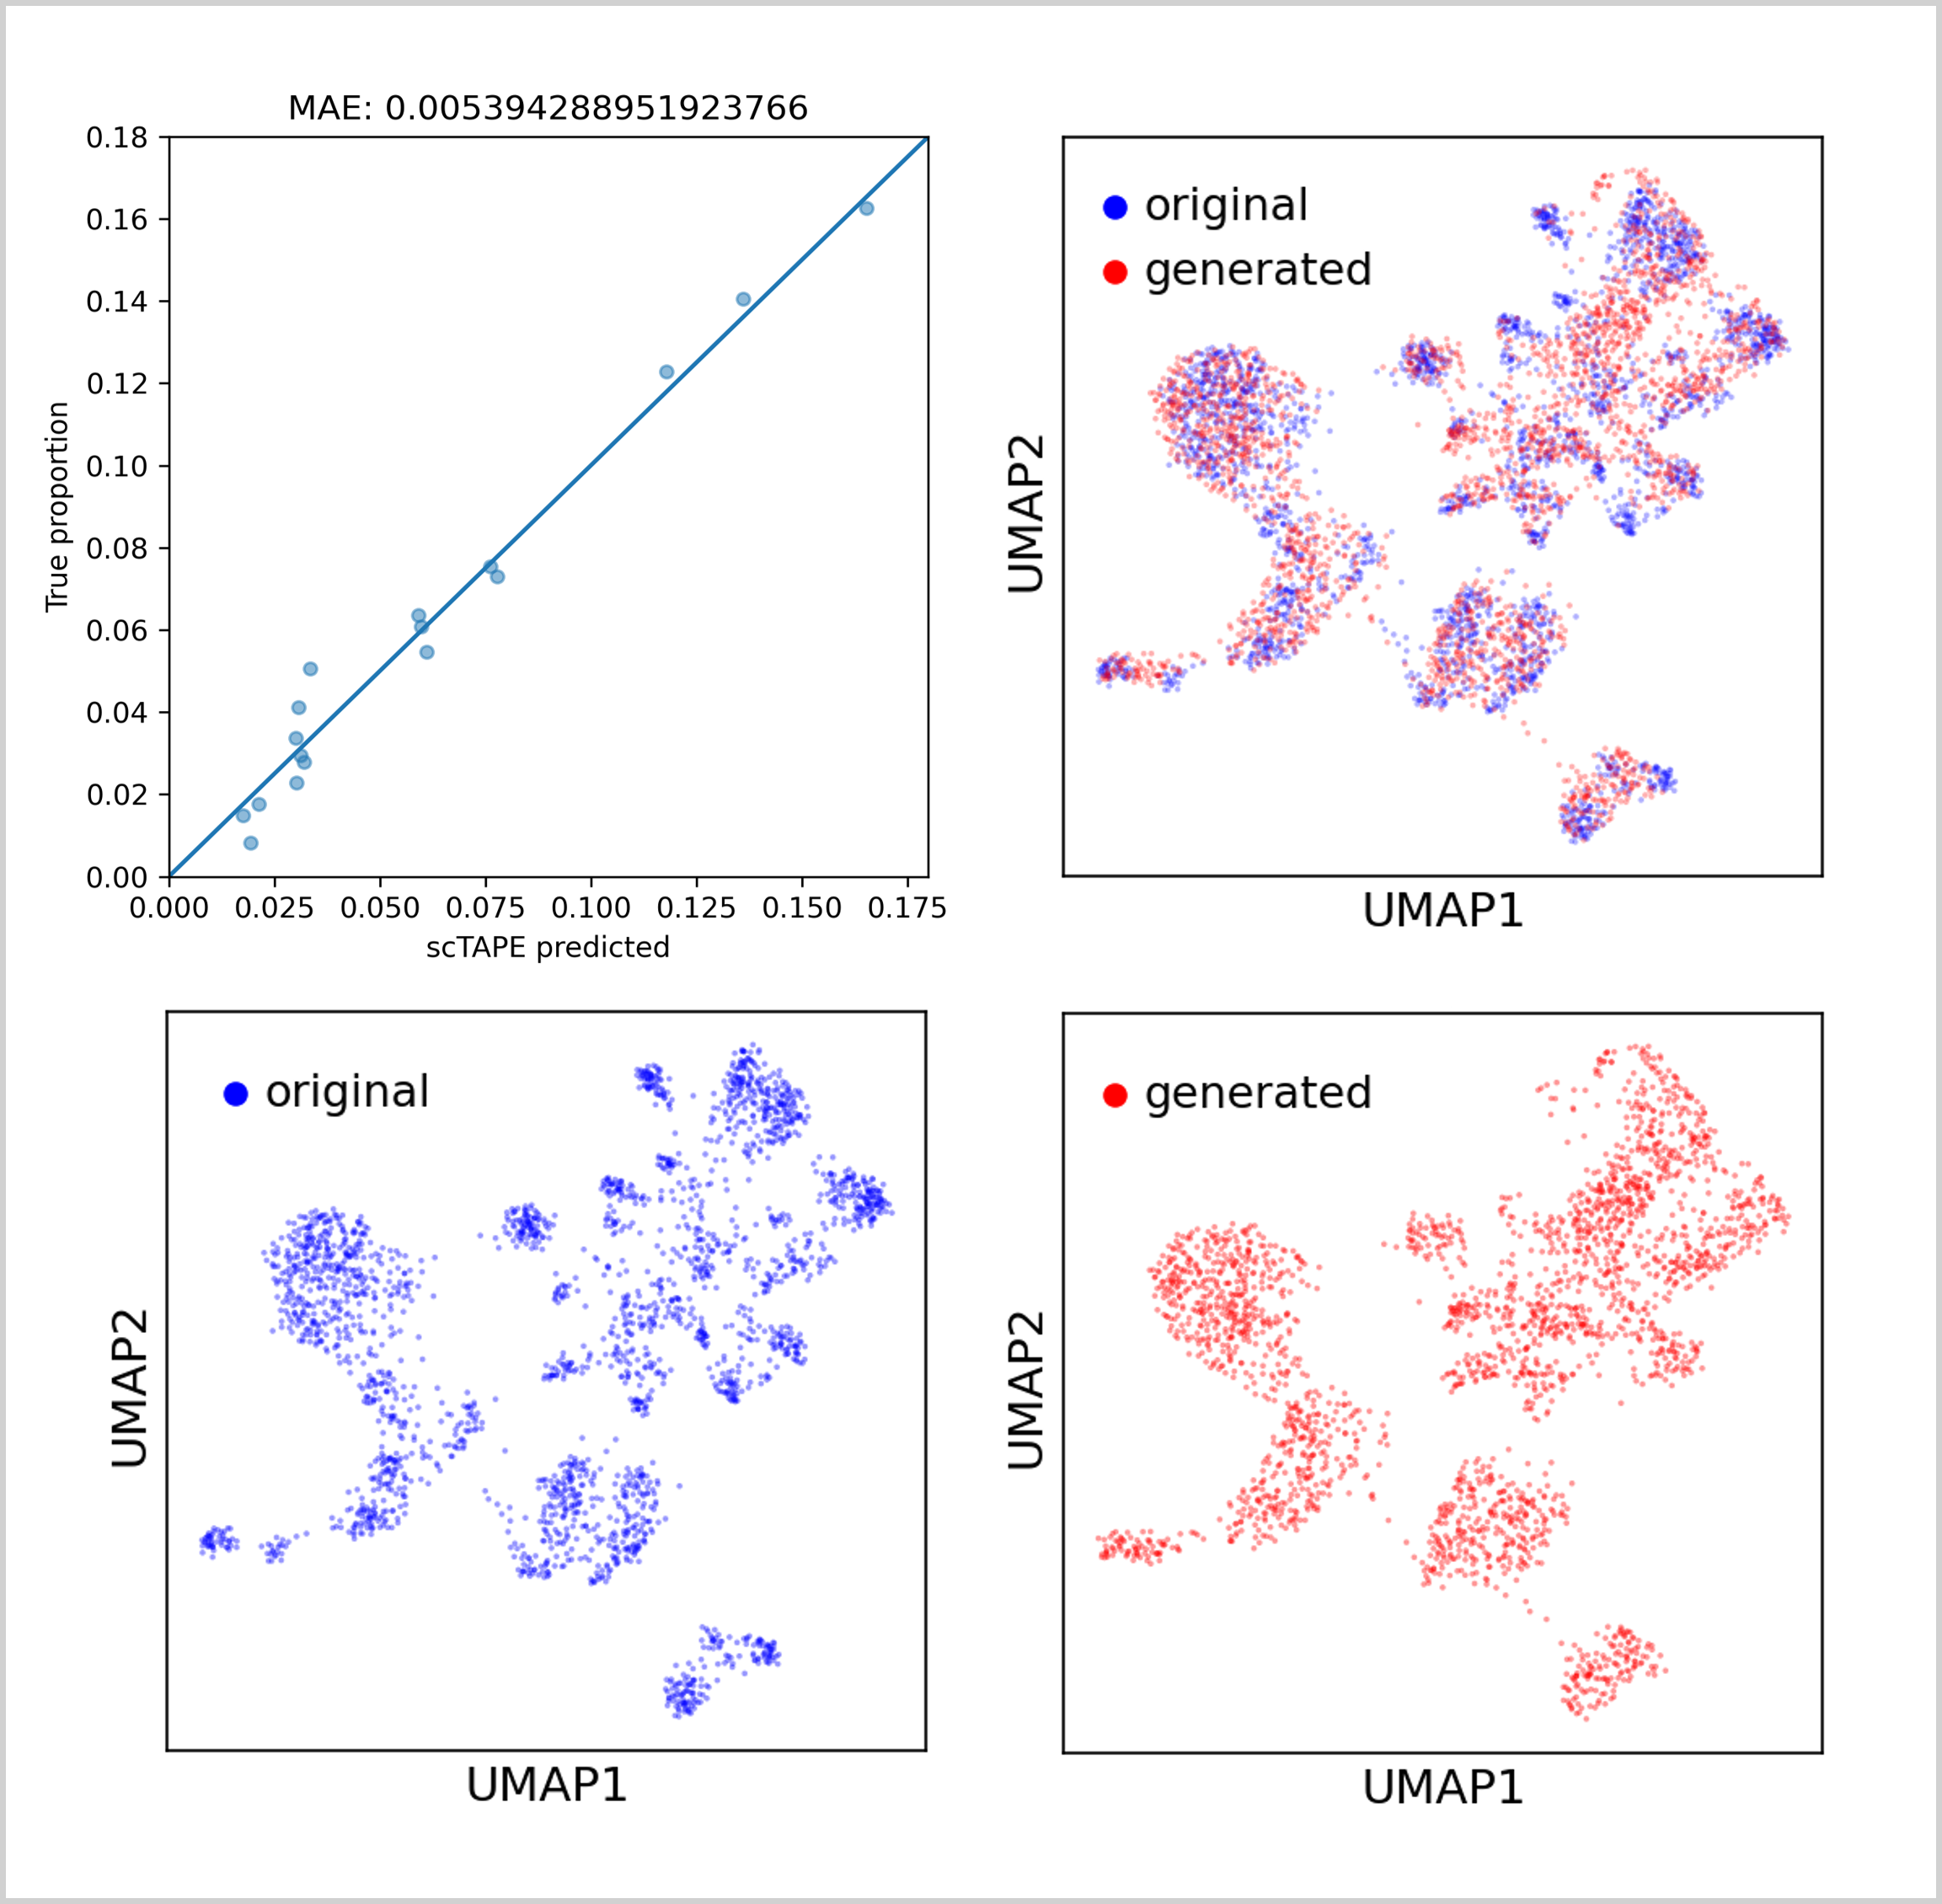 MAE: 0.005394288951923766
0.18
0.16
0.14
0.12
0.10
0.08
0.06
0.04
0.02
0.00
True proportion
0.000 0.025 0.050 0.075 0.100 0.125 0.150 0.175
scTAPE predicted
original
generated
UMAP2
UMAP1
original
UMAP2
UMAP1
generated
UMAP2
UMAP1